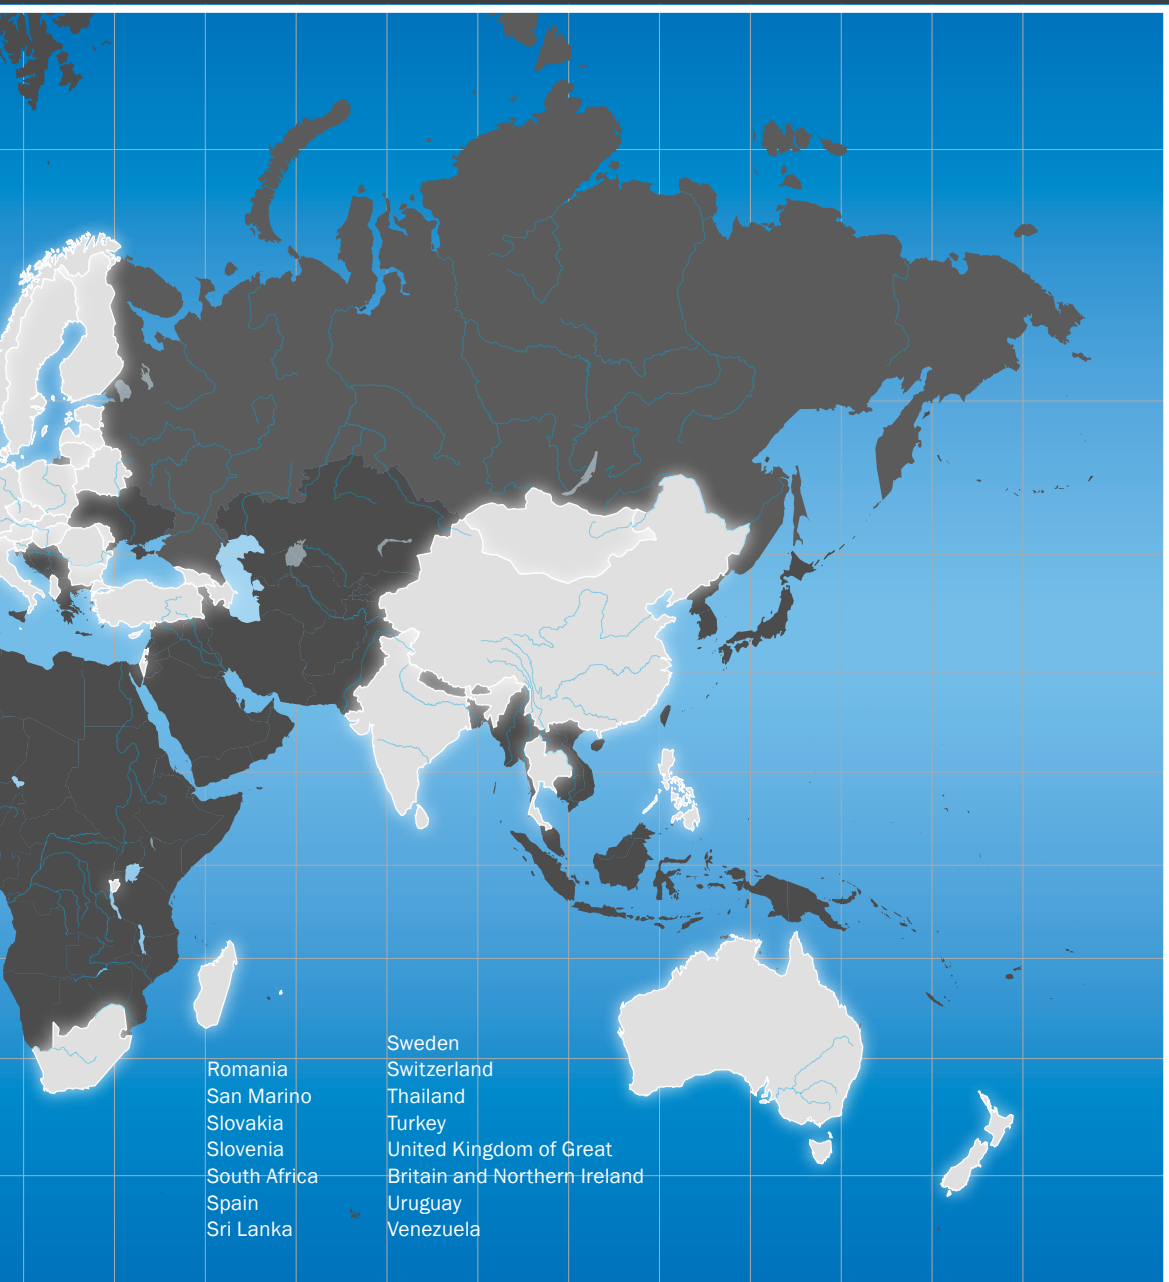 Romania
San Marino
Slovakia
Slovenia
South Africa
Spain
Sri Lanka
Sweden
Switzerland
Thailand
Turkey
United Kingdom of Great
Britain and Northern Ireland
Uruguay
Venezuela